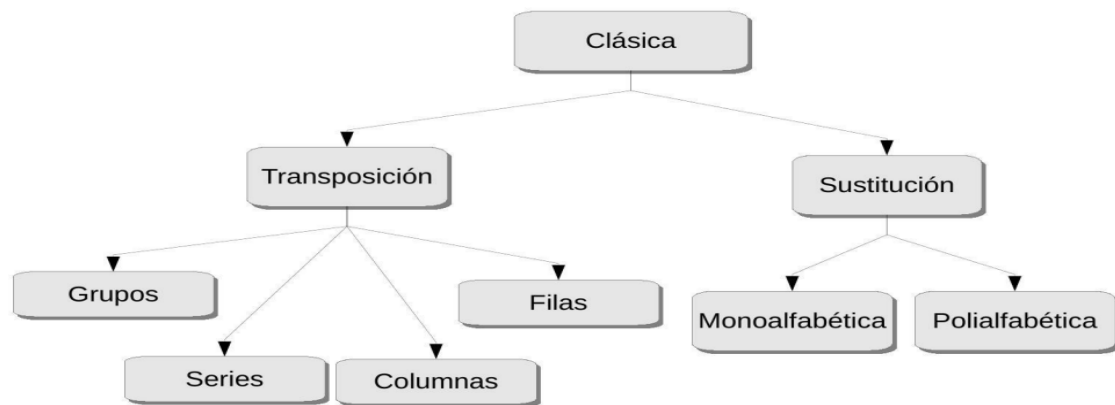 Clásica
Transposición
Sustitución
Grupos
Filas
Monoalfabética
Polialfabética
Series
Columnas